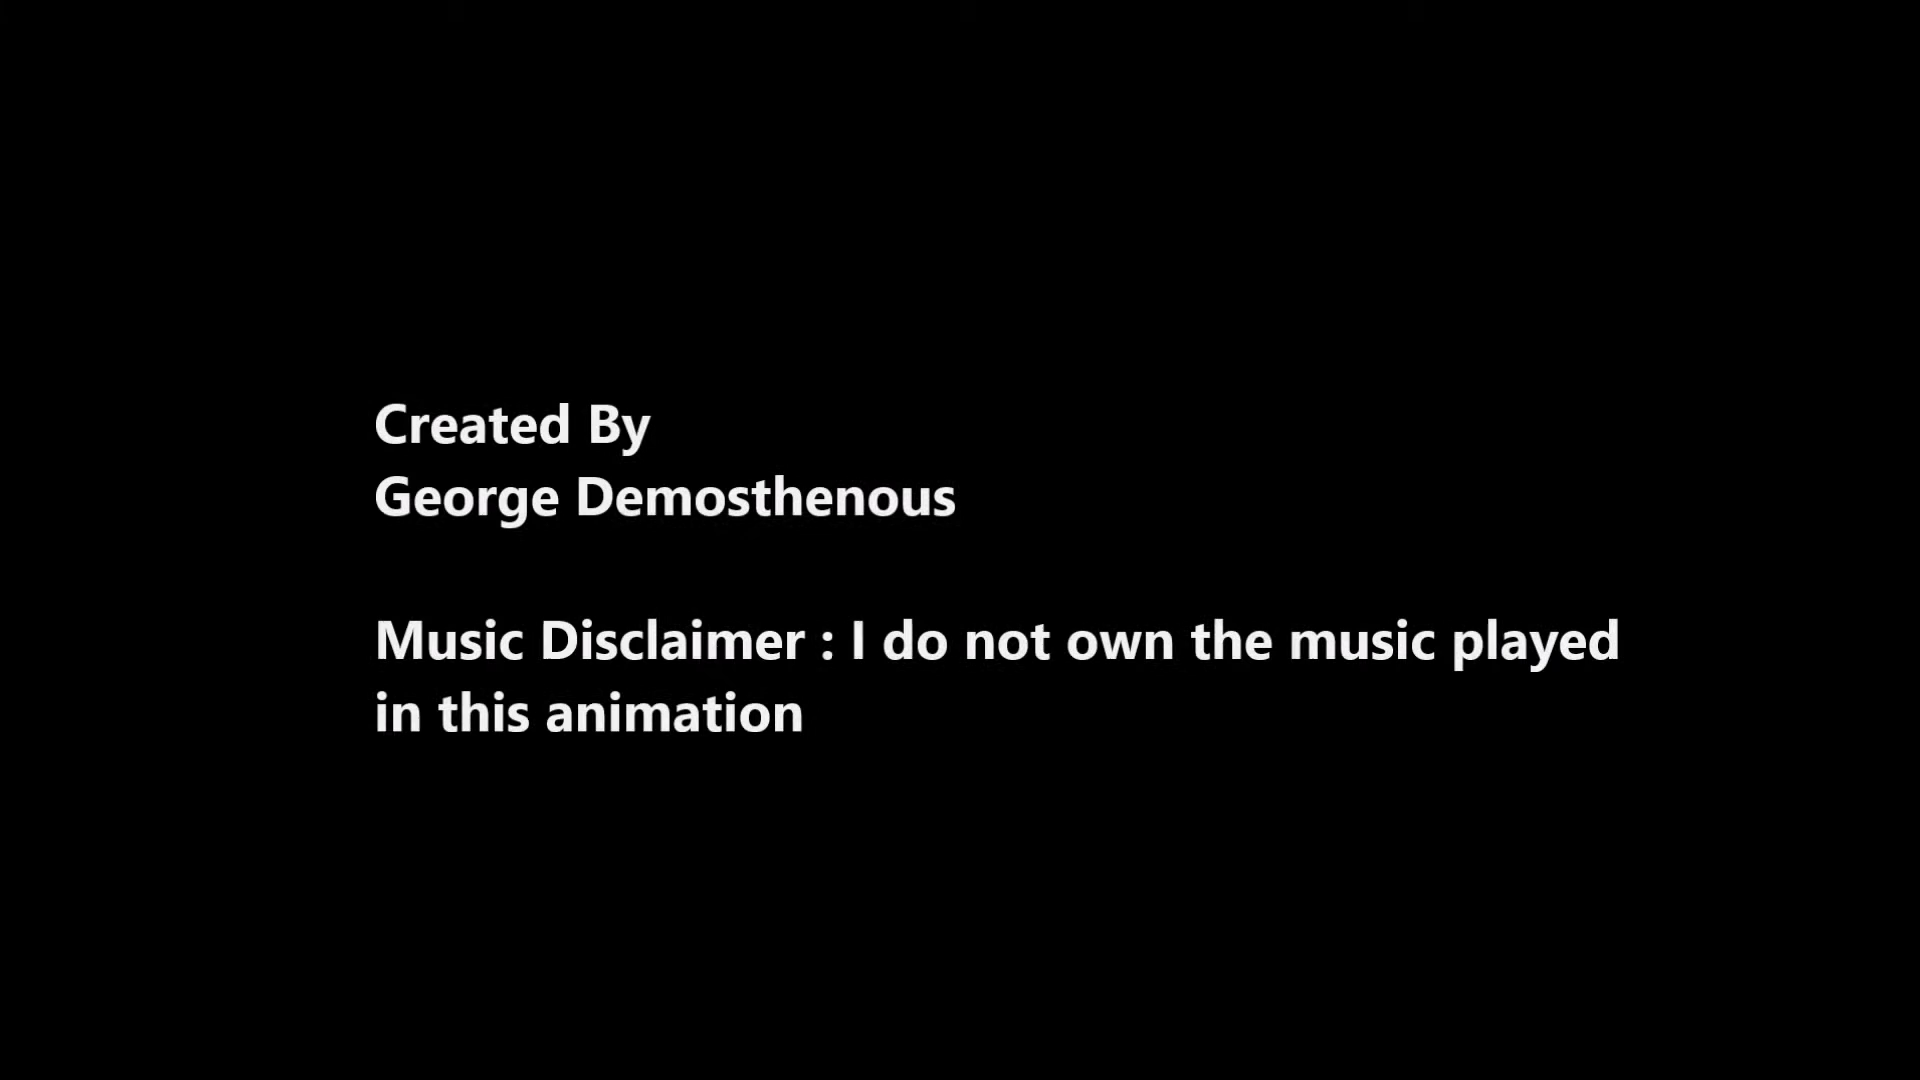 Created By
George Demosthenous
Music Disclaimer : I do not own the music played
in this animation